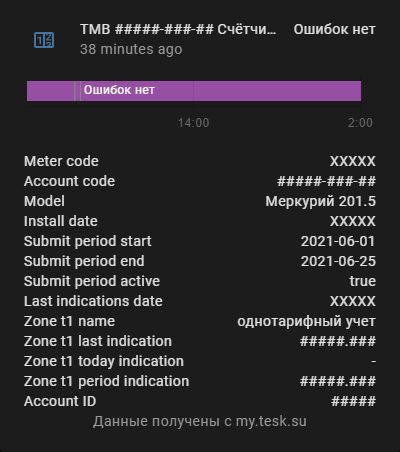 ТМВ #####-###-## Счётчи… Ошибок нет
38 minutes ago
Ошибок нет
14:00 2:00
Meter code XXXXX
Account code #####-###-##
Model Меркурий 201.5
Install date XXXXX
Submit period start 2021-06-01
Submit period end 2021-06-25
Submit period active true
Last indications date XXXXX
Zone t1 name однотарифный учет
Zone t1 last indication #####.###
Zone t1 today indication -
Zone t1 period indication #####.###
Account ID #####
Данные получены с my.tesk.su